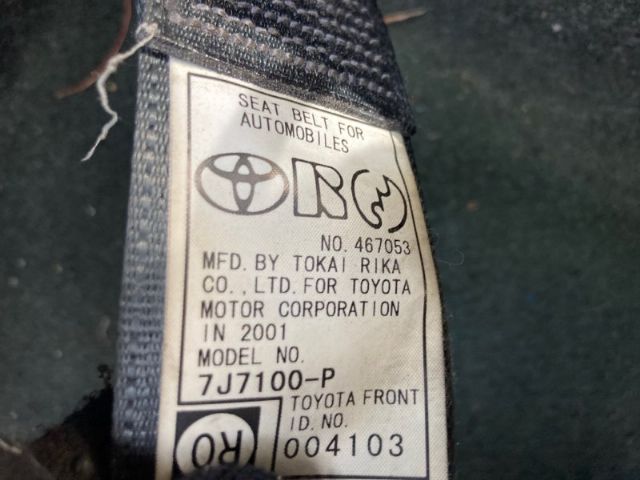 SEAT BELT FOR
AUTOMOBILES
NO. 467053
MFD. BY TOKAI RIKA
CO., LTD. FOR TOYOTA
MOTOR CORPORATION
IN 2001
MODEL NO.
7J7100-P
TOYOTA FRONT
ID. NO.
004103
RO